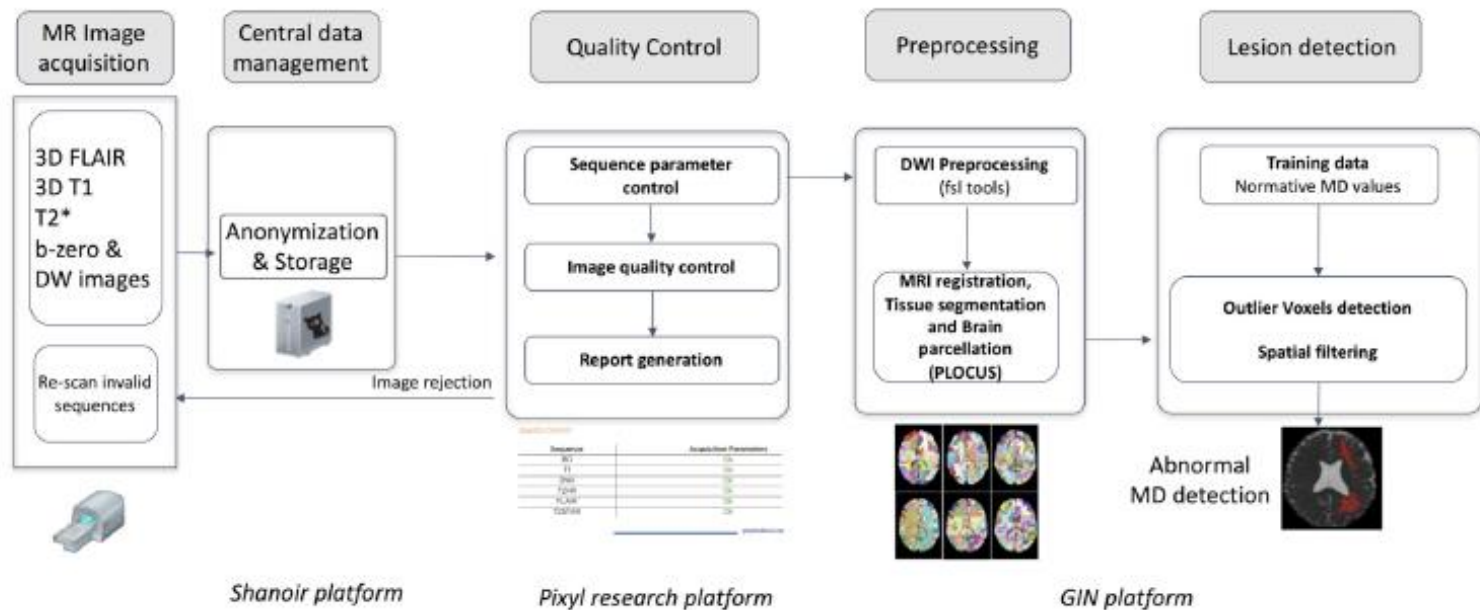 MR Image
acquisition
Central data
management
Quality Control
Preprocessing
Lesion detection
3D FLAIR
3D T1
T2*
b-zero &
DW images
Re-scan invalid
sequences
Anonymization
& Storage
Image rejection
Sequence parameter
control
Image quality control
Report generation
Sequence Acquisition Parameters
T1
FLAIR
DWI Preprocessing
(fsl tools)
MRI registration,
Tissue segmentation
and Brain
parcellation
(PLOCUS)
Training data
Normative MD values
Outlier Voxels detection
Spatial filtering
Abnormal
MD detection
Shanoir platform
Pixyl research platform
GIN platform